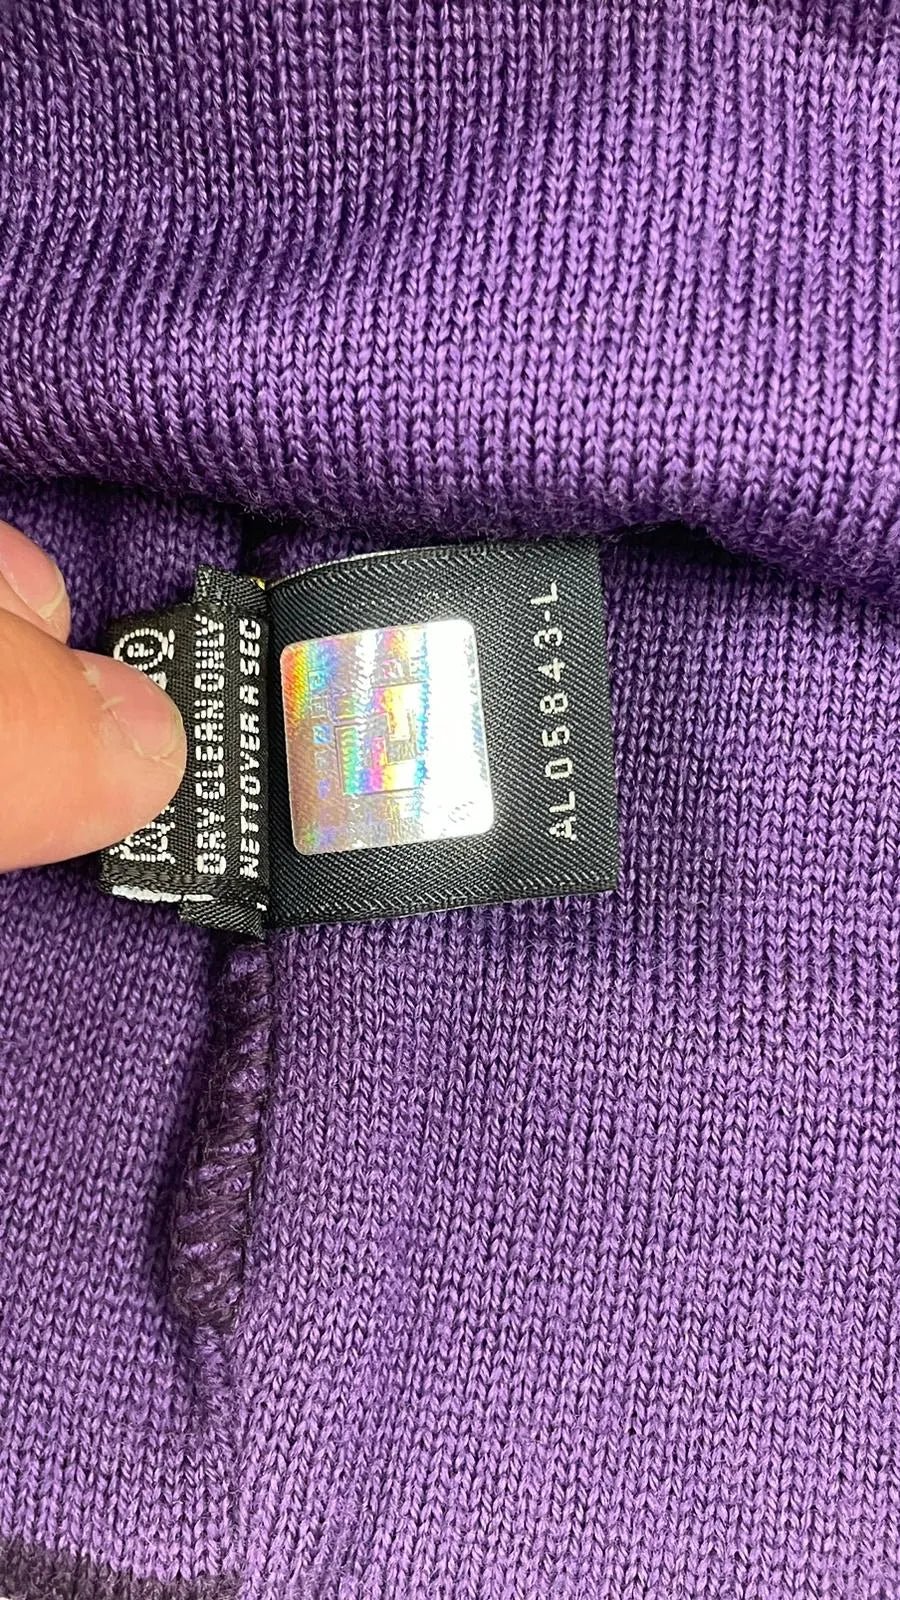 DRY CLEAN ONLY
NETTOYER A SEC
AL05843-L